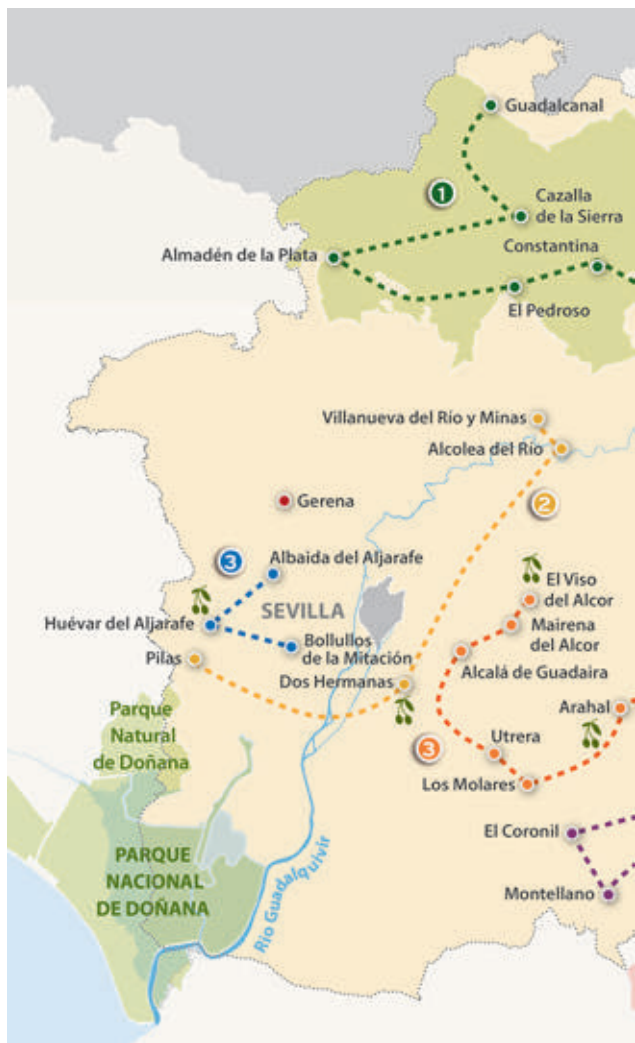 Guadalcanal
1
Cazalla
de la Sierra
Almadén de la Plata
Constantina
El Pedroso
Villanueva del Río y Minas
Alcolea del Río
2
Gerena
3
Albaida del Aljarafe
El Viso
del Alcor
SEVILLA
Huévar del Aljarafe
Mairena
del Alcor
Bollullos
de la Mitación
Pilas
Alcalá de Guadaira
Dos Hermanas
Parque
Natural
de Doñana
Arahal
3
Utrera
Los Molares
El Coronil
PARQUE
NACIONAL
DE DOÑANA
Montellano
Rio Guadalquivir